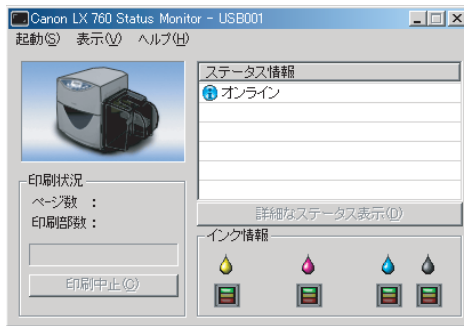 Canon LX 760 Status Monitor - USB001
起動(S) 表示(V) ヘルプ(H)
ステータス情報
オンライン
印刷状況
ページ数 :
印刷部数 :
印刷中止(C)
詳細なステータス表示(D)
インク情報